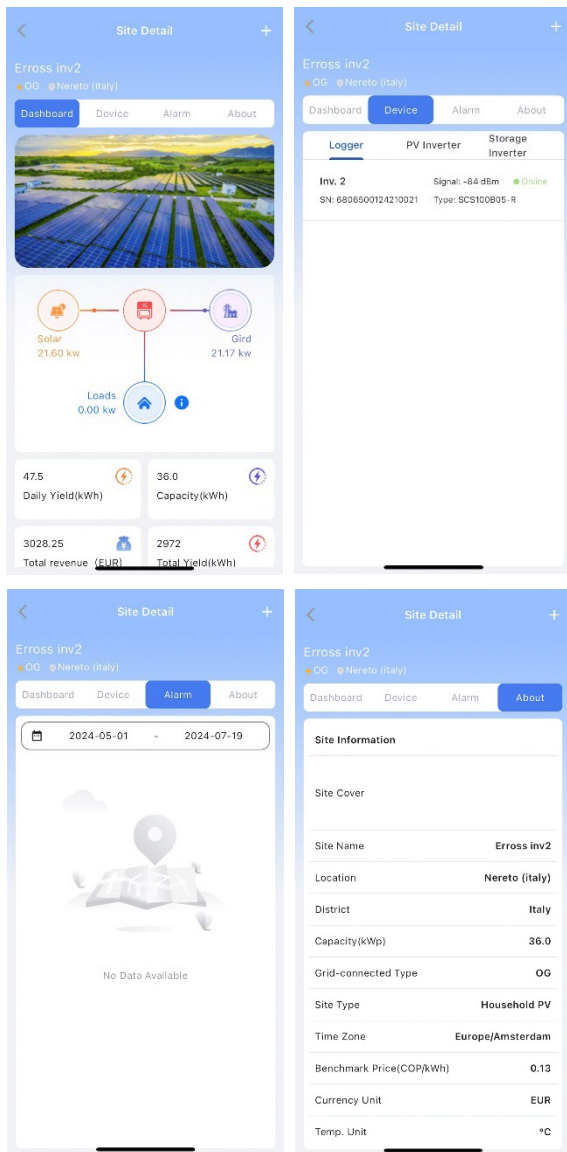 Site Detail
+
Erross inv2
OG Nereto (italy)
Dashboard Device Alarm About
Solar
21.60 kw
Gird
21.17 kw
Loads
0.00 kw
47.5
Daily Yield(kWh)
36.0
Capacity(kWh)
3028.25
Total revenue (EUR)
2972
Total Yield(kWh)
Site Detail
+
Erross inv2
OG Nereto (italy)
Dashboard Device Alarm About
Logger PV Inverter Storage
Inverter
Inv. 2 Signal: -84 dBm Online
SN: 6806500124210021 Type: SCS100B05-R
Site Detail
+
Erross inv2
OG Nereto (italy)
Dashboard Device Alarm About
2024-05-01 - 2024-07-19
No Data Available
Site Detail
+
Erross inv2
OG Nereto (italy)
Dashboard Device Alarm About
Site Information
Site Cover
Site Name Erross inv2
Location Nereto (italy)
District Italy
Capacity(kWp) 36.0
Grid-connected Type OG
Site Type Household PV
Time Zone Europe/Amsterdam
Benchmark Price(COP/kWh) 0.13
Currency Unit EUR
Temp. Unit °C